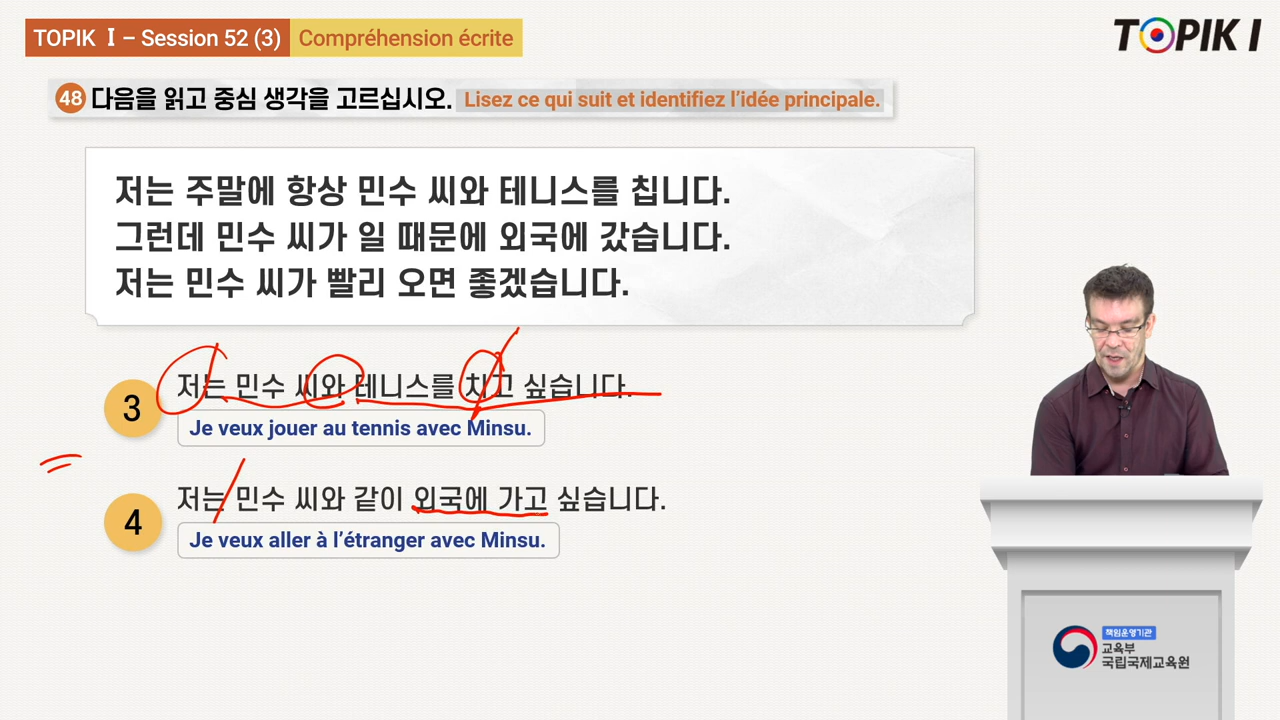 TOPIK Ⅰ – Session 52 (3) Compréhension écrite
TOPIK I
48 다음을 읽고 중심 생각을 고르십시오. Lisez ce qui suit et identifiez l’idée principale.
저는 주말에 항상 민수 씨와 테니스를 칩니다.
그런데 민수 씨가 일 때문에 외국에 갔습니다.
저는 민수 씨가 빨리 오면 좋겠습니다.
3 저는 민수 씨와 테니스를 치고 싶습니다.
Je veux jouer au tennis avec Minsu.
4 저는 민수 씨와 같이 외국에 가고 싶습니다.
Je veux aller à l’étranger avec Minsu.
책임운영기관
교육부
국립국제교육원